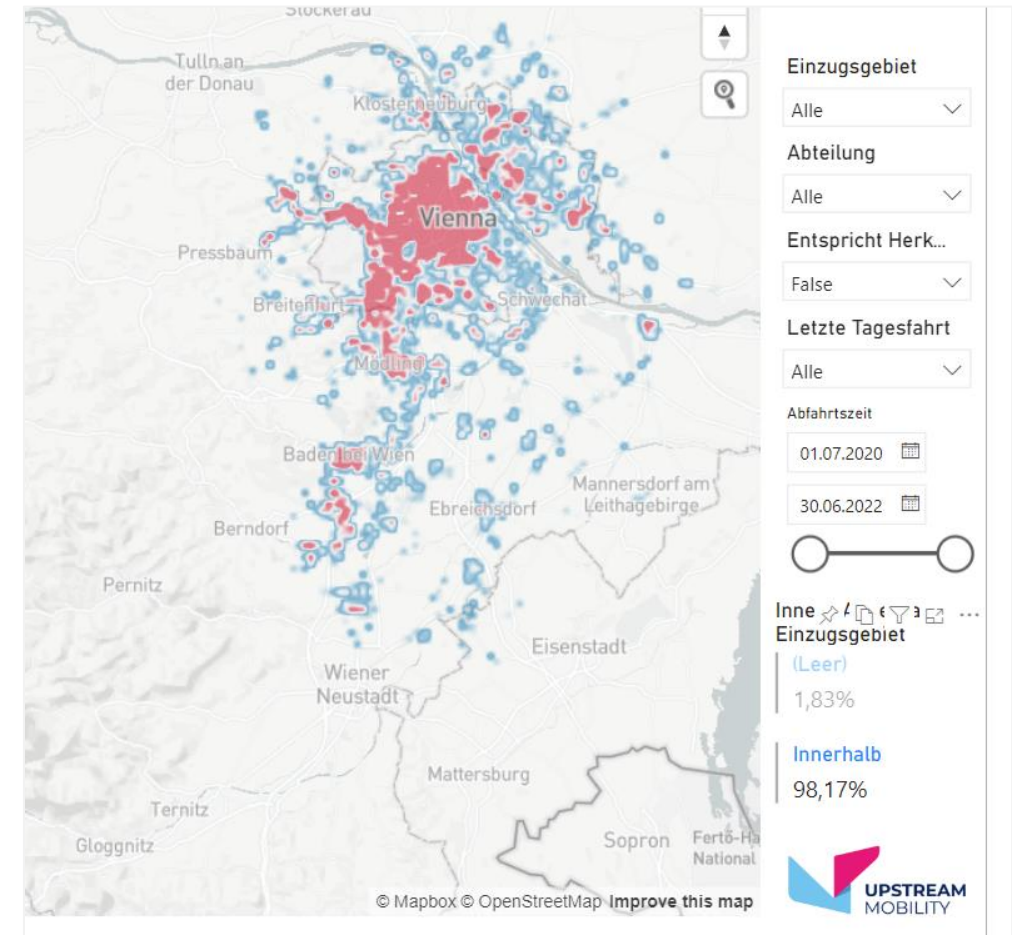 Stockerau
Tulln an
der Donau
Klosterneuburg
Vienna
Pressbaum
Breitenfurt
Schwechat
Mödling
Baden bei Wien
Mannersdorf am
Leithagebirge
Ebreichsdorf
Berndorf
Pernitz
Eisenstadt
Wiener
Neustadt
Mattersburg
Ternitz
Gloggnitz
Sopron
Fertő-Ha
National
© Mapbox © OpenStreetMap Improve this map
Einzugsgebiet
Alle
Abteilung
Alle
Entspricht Herk...
False
Letzte Tagesfahrt
Alle
Abfahrtszeit
01.07.2020
30.06.2022
Inne
Einzugsgebiet
(Leer)
1,83%
Innerhalb
98,17%
UPSTREAM
MOBILITY